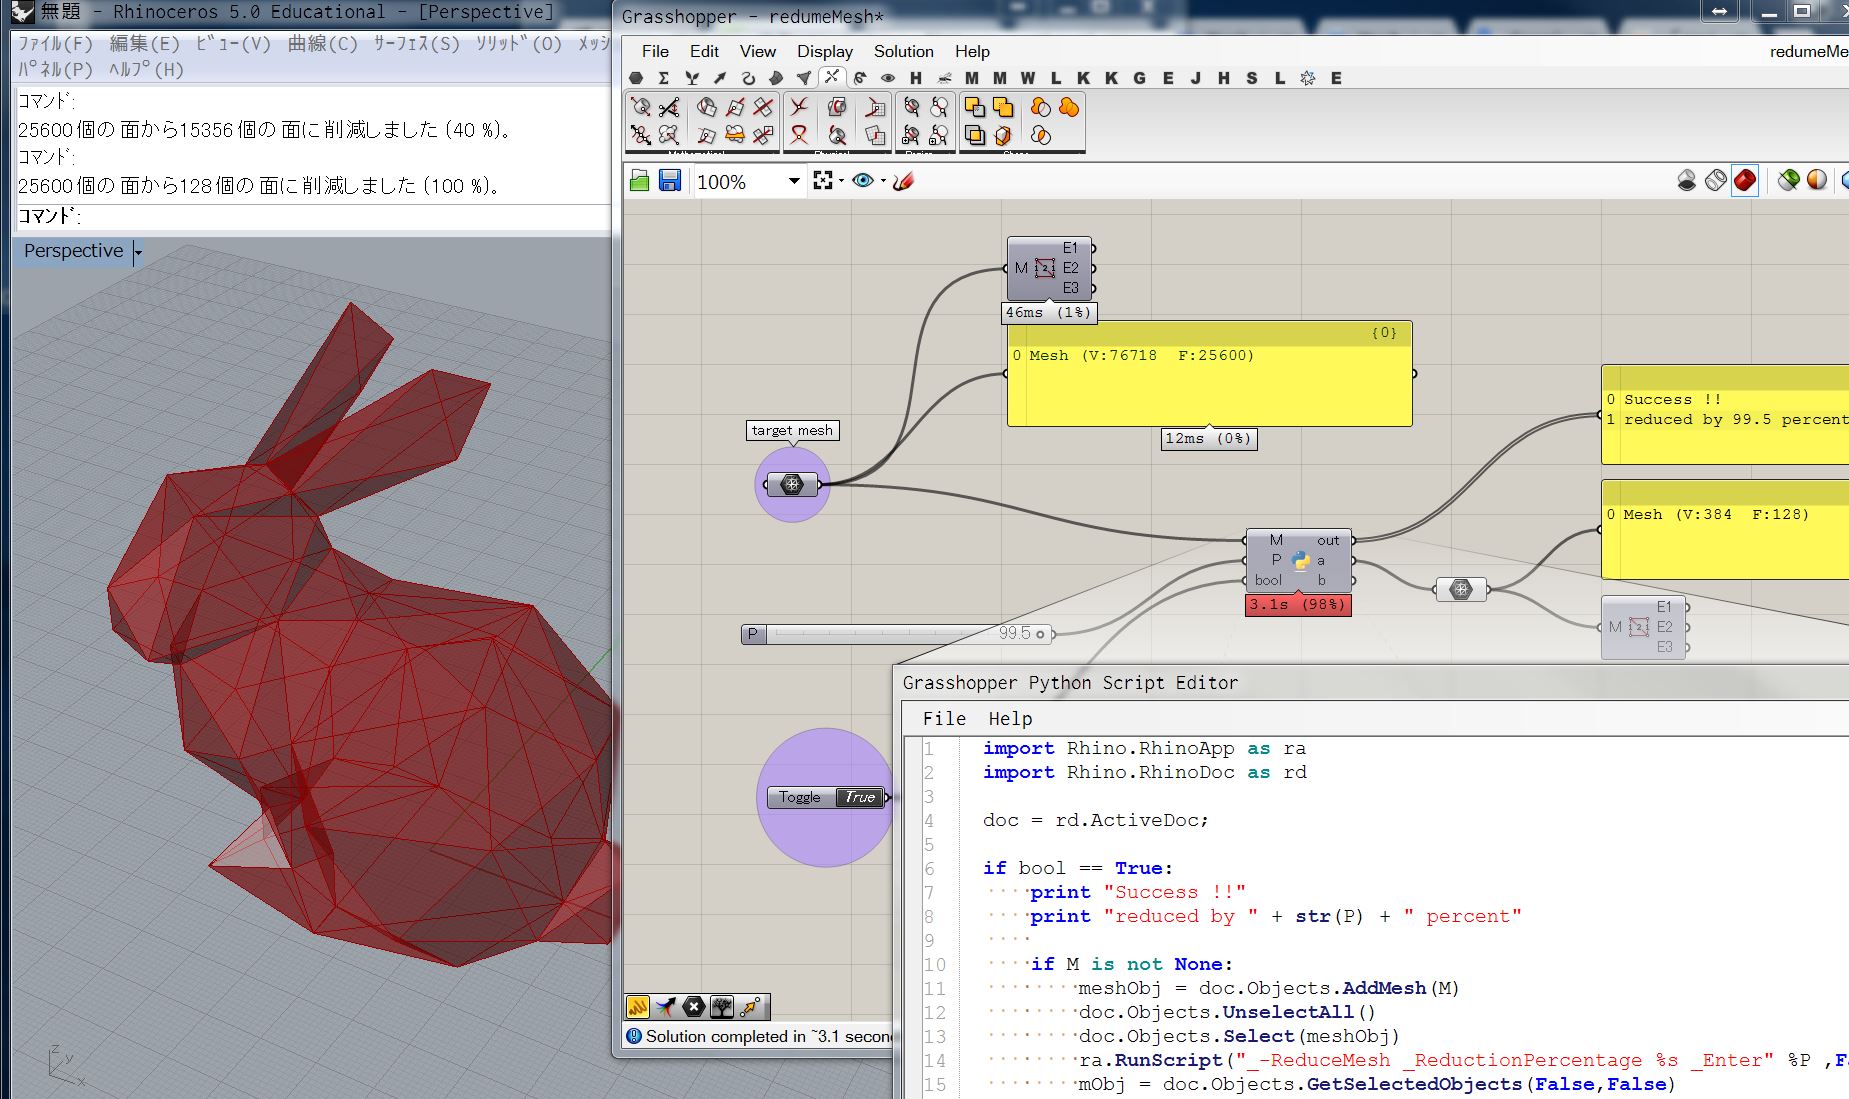 無題 - Rhinoceros 5.0 Educational - [Perspective]
ファイル(F) 編集(E) ビュー(V) 曲線(C) サーフェス(S) ソリッド(O) メッシ
パネル(P) ヘルプ(H)
コマンド:
25600個の面から15356個の面に削減しました (40 %)。
コマンド:
25600個の面から128個の面に削減しました (100 %)。
コマンド:
Perspective
z
y
x
Grasshopper - redumeMesh*
File Edit View Display Solution Help
redumeMe
H M M W L K K G E J H S L E
100%
M E1
E2
E3
46ms (1%)
{0}
0 Mesh (V:76718 F:25600)
12ms (0%)
target mesh
0 Success !!
1 reduced by 99.5 percent
0 Mesh (V:384 F:128)
M out
P a
bool b
3.1s (98%)
P 99.5
M E1
E2
E3
Toggle True
Solution completed in ~3.1 secon
Grasshopper Python Script Editor
File Help
1 import Rhino.RhinoApp as ra
2 import Rhino.RhinoDoc as rd
3
4 doc = rd.ActiveDoc;
5
6 if bool == True:
7 print "Success !!"
8 print "reduced by " + str(P) + " percent"
9
10 if M is not None:
11 meshObj = doc.Objects.AddMesh(M)
12 doc.Objects.UnselectAll()
13 doc.Objects.Select(meshObj)
14 ra.RunScript("_-ReduceMesh _ReductionPercentage %s _Enter" %P ,Fa
15 mObj = doc.Objects.GetSelectedObjects(False,False)